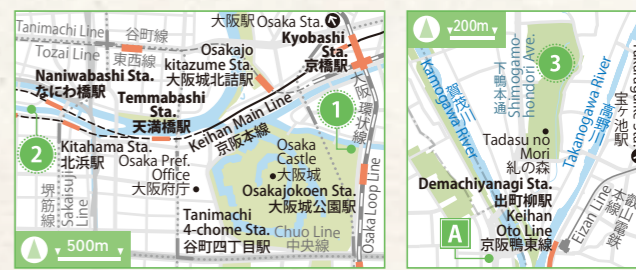 2
大阪駅 Osaka Sta.
Tanimachi Line 谷町線
Tozai Line 東西線
Osakajo
kitazume Sta.
大阪城北詰駅
Kyobashi
Sta.
京橋駅
Naniwabashi Sta.
なにわ橋駅
Temmabashi
Sta.
天満橋駅
Keihan Main Line
京阪本線
大阪環状線
Osaka Loop Line
1
2
Kitahama Sta.
北浜駅
Osaka Pref.
Office
大阪府庁
Osaka
Castle
大阪城
Osakajokoen Sta.
大阪城公園駅
堺筋線
Sakaisuji Line
Tanimachi
4-chome Sta.
谷町四丁目駅
Chuo Line
中央線
500m
200m
3
Shimogamo-
hondori Ave.
下鴨本通
Kamogawa River
賀茂川
Takanogawa River
高野川
宝ヶ池駅
Tadasu no
Mori
糺の森
Demachiyanagi Sta.
出町柳駅
Keihan
Oto Line
京阪鴨東線
Eizan Line
叡山電鉄
本線
A